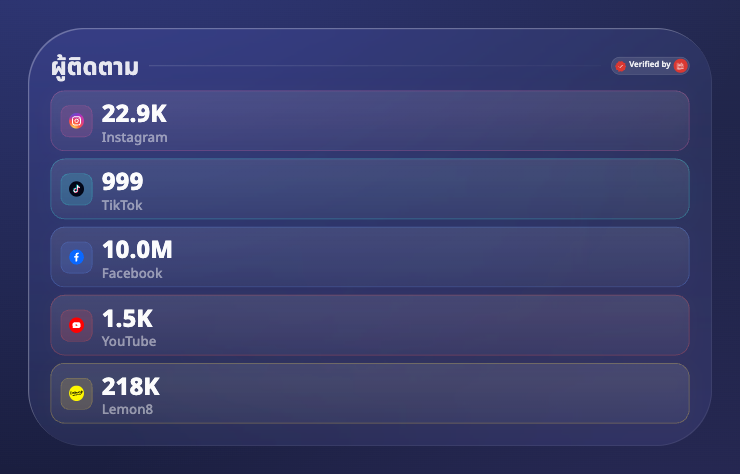 ผู้ติดตาม
Verified by
22.9K
Instagram
999
TikTok
10.0M
Facebook
1.5K
YouTube
218K
Lemon8